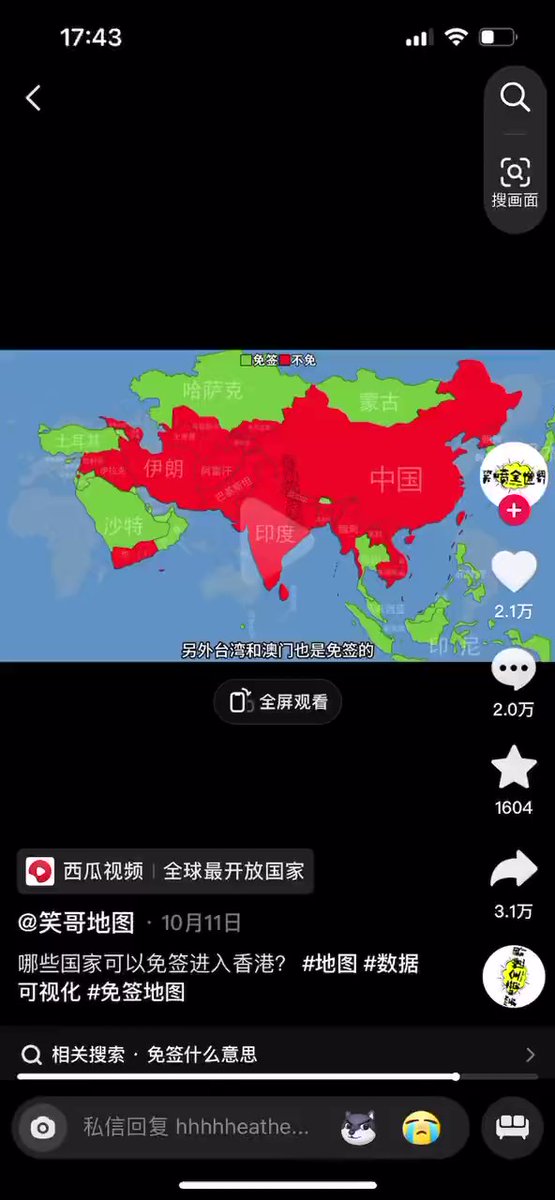 17:43
搜画面
免签 不免
哈萨克
蒙古
土耳其
伊拉克
伊朗
阿富汗
巴基斯坦
中国
沙特
印度
印尼
另外台湾和澳门也是免签的
2.1万
全屏观看
2.0万
1604
西瓜视频 | 全球最开放国家
3.1万
@笑哥地图 · 10月11日
哪些国家可以免签进入香港? #地图 #数据
可视化 #免签地图
相关搜索 · 免签什么意思
私信回复 hhhhheathe...